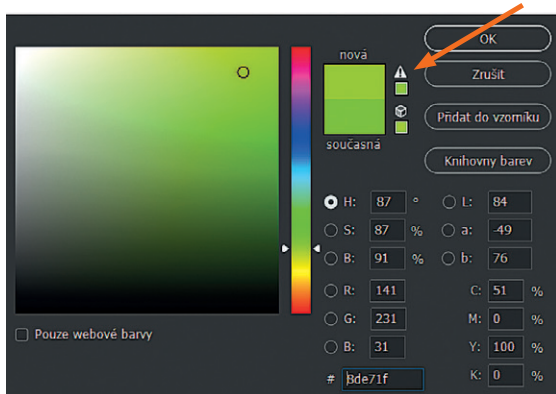 nová
současná
OK
Zrušit
Přidat do vzorníku
Knihovny barev
H: 87 °
S: 87 %
B: 91 %
R: 141
G: 231
B: 31
# 8de71f
L: 84
a: -49
b: 76
C: 51 %
M: 0 %
Y: 100 %
K: 0 %
Pouze webové barvy